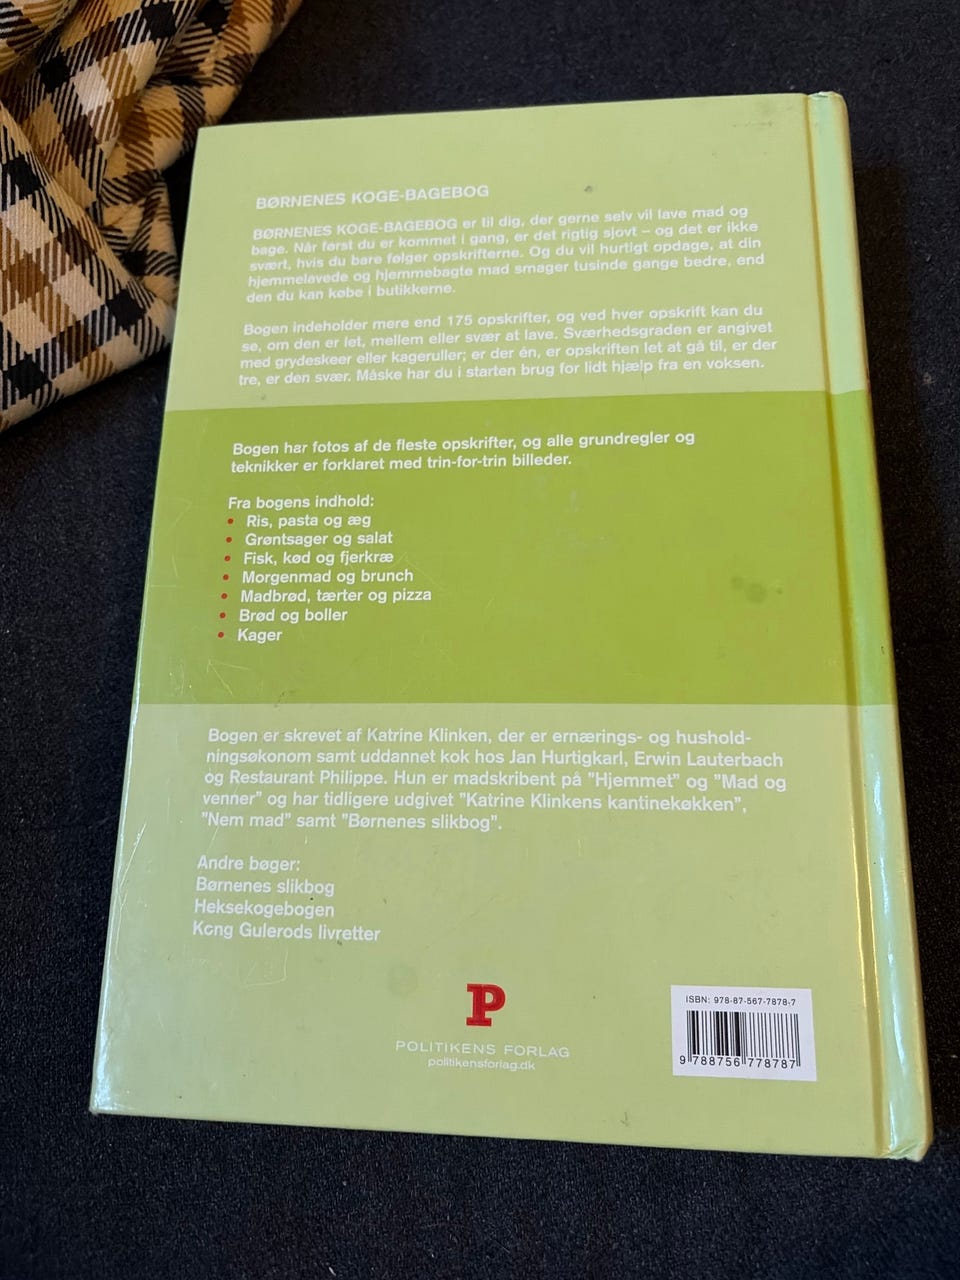 BØRNENES KOGE-BAGEBOG
BØRNENES KOGE-BAGEBOG er til dig, der gerne selv vil lave mad og
bage. Når først du er kommet i gang, er det rigtig sjovt – og det er ikke
svært, hvis du bare følger opskrifterne. Og du vil hurtigt opdage, at din
hjemmelavede og hjemmebagte mad smager tusinde gange bedre, end
den du kan købe i butikkerne.
Bogen indeholder mere end 175 opskrifter, og ved hver opskrift kan du
se, om den er let, mellem eller svær at lave. Sværhedsgraden er angivet
med grydeskeer eller kageruller; er der én, er opskriften let at gå til, er der
tre, er den svær. Måske har du i starten brug for lidt hjælp fra en voksen.
Bogen har fotos af de fleste opskrifter, og alle grundregler og
teknikker er forklaret med trin-for-trin billeder.
Fra bogens indhold:
• Ris, pasta og æg
• Grøntsager og salat
• Fisk, kød og fjerkræ
• Morgenmad og brunch
• Madbrød, tærter og pizza
• Brød og boller
• Kager
Bogen er skrevet af Katrine Klinken, der er ernærings- og hushold-
ningsøkonom samt uddannet kok hos Jan Hurtigkarl, Erwin Lauterbach
og Restaurant Philippe. Hun er madskribent på "Hjemmet" og "Mad og
venner" og har tidligere udgivet "Katrine Klinkens kantinekøkken",
"Nem mad" samt "Børnenes slikbog".
Andre bøger:
Børnenes slikbog
Heksekogebogen
Kong Gulerods livretter
P
POLITIKENS FORLAG
politikensforlag.dk
ISBN: 978-87-567-7878-7
9 788756 778787